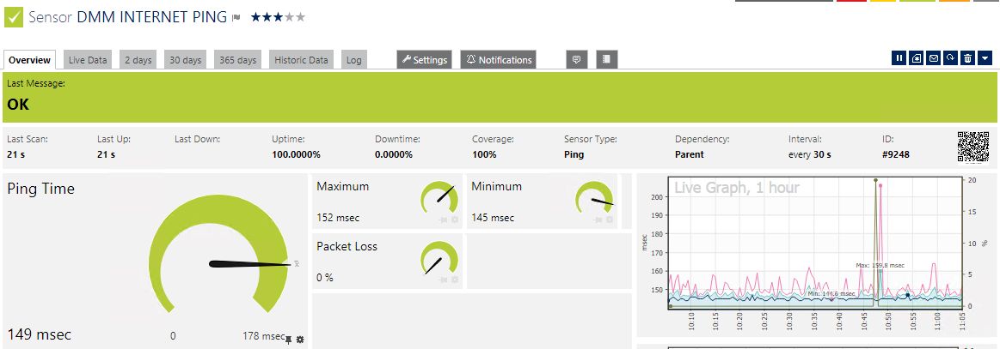 Sensor DMM INTERNET PING
Overview Live Data 2 days 30 days 365 days Historic Data Log Settings Notifications
Last Message:
OK
Last Scan: Last Up: Last Down: Uptime: Downtime: Coverage: Sensor Type: Dependency: Interval: ID:
21 s 21 s 100.0000% 0.0000% 100% Ping Parent every 30 s #9248
Ping Time
149 msec
0 178 msec
x̄
Maximum
152 msec
Minimum
145 msec
Packet Loss
0 %
Live Graph, 1 hour
200
190
180
170
160
150
msec
Max: 159.8 msec
Min: 144.6 msec
20
15
10
5
0
%
10:10 10:15 10:20 10:25 10:30 10:35 10:40 10:45 10:50 10:55 11:00 11:05